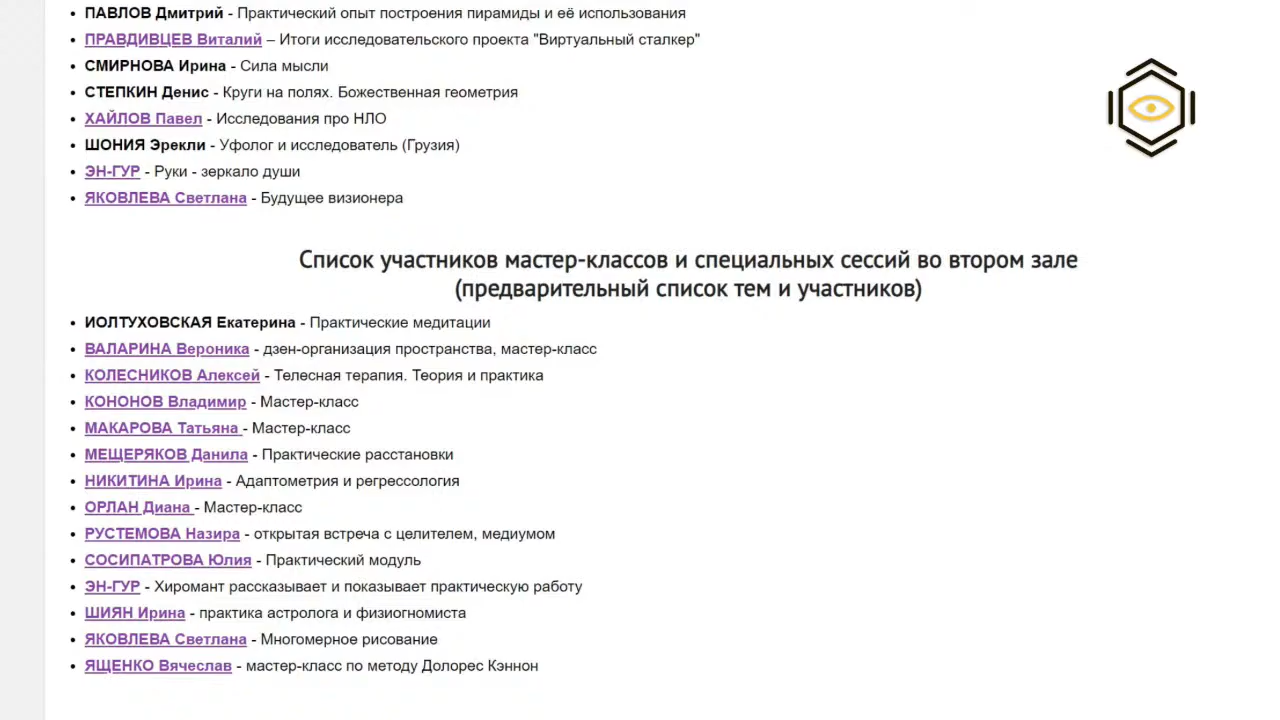 ПАВЛОВ Дмитрий - Практический опыт построения пирамиды и её использования
ПРАВДИВЦЕВ Виталий – Итоги исследовательского проекта "Виртуальный сталкер"
СМИРНОВА Ирина - Сила мысли
СТЕПКИН Денис - Круги на полях. Божественная геометрия
ХАЙЛОВ Павел - Исследования про НЛО
ШОНИЯ Эрекли - Уфолог и исследователь (Грузия)
ЭН-ГУР - Руки - зеркало души
ЯКОВЛЕВА Светлана - Будущее визионера
Список участников мастер-классов и специальных сессий во втором зале
(предварительный список тем и участников)
ИОЛТУХОВСКАЯ Екатерина - Практические медитации
ВАЛАРИНА Вероника - дзен-организация пространства, мастер-класс
КОЛЕСНИКОВ Алексей - Телесная терапия. Теория и практика
КОНОНОВ Владимир - Мастер-класс
МАКАРОВА Татьяна - Мастер-класс
МЕЩЕРЯКОВ Данила - Практические расстановки
НИКИТИНА Ирина - Адаптометрия и регрессология
ОРЛАН Диана - Мастер-класс
РУСТЕМОВА Назира - открытая встреча с целителем, медиумом
СОСИПАТРОВА Юлия - Практический модуль
ЭН-ГУР - Хиромант рассказывает и показывает практическую работу
ШИЯН Ирина - практика астролога и физиогномиста
ЯКОВЛЕВА Светлана - Многомерное рисование
ЯЩЕНКО Вячеслав - мастер-класс по методу Долорес Кэннон